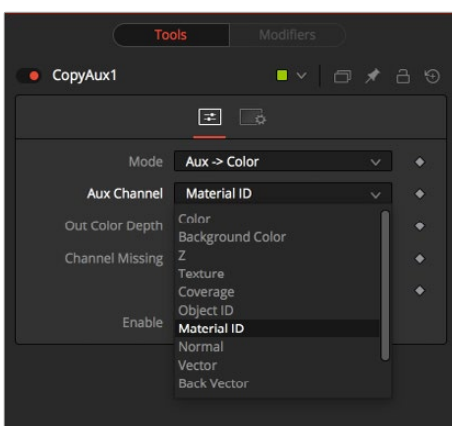 Tools Modifiers
CopyAux1
Mode Aux -> Color
Aux Channel Material ID
Out Color Depth Color
Background Color
Channel Missing Z
Texture
Coverage
Object ID
Enable Material ID
Normal
Vector
Back Vector